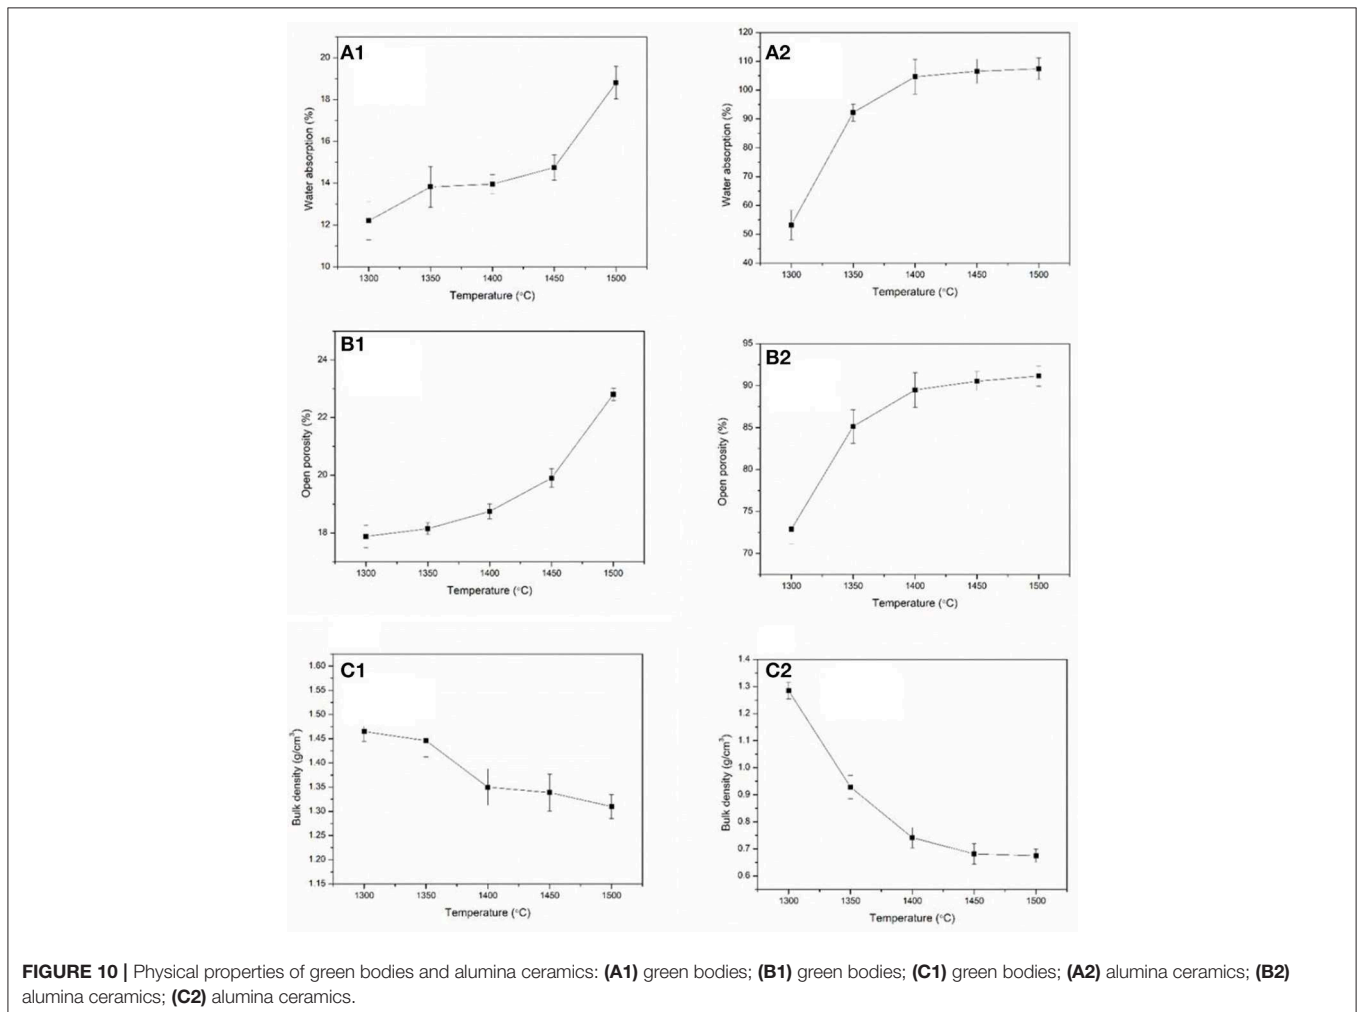 A1
20
18
16
14
12
10
Water absorption (%)
1300 1350 1400 1450 1500
Temperature (°C)
A2
120
110
100
90
80
70
60
50
40
Water absorption (%)
1300 1350 1400 1450 1500
Temperature (°C)
B1
24
22
20
18
Open porosity (%)
1300 1350 1400 1450 1500
Temperature (°C)
B2
95
90
85
80
75
70
Open porosity (%)
1300 1350 1400 1450 1500
Temperature (°C)
C1
1.60
1.55
1.50
1.45
1.40
1.35
1.30
1.25
1.20
1.15
Bulk density (g/cm³)
1300 1350 1400 1450 1500
Temperature (°C)
C2
1.4
1.3
1.2
1.1
1.0
0.9
0.8
0.7
0.6
Bulk density (g/cm³)
1300 1350 1400 1450 1500
Temperature (°C)
FIGURE 10 | Physical properties of green bodies and alumina ceramics: (A1) green bodies; (B1) green bodies; (C1) green bodies; (A2) alumina ceramics; (B2)
alumina ceramics; (C2) alumina ceramics.